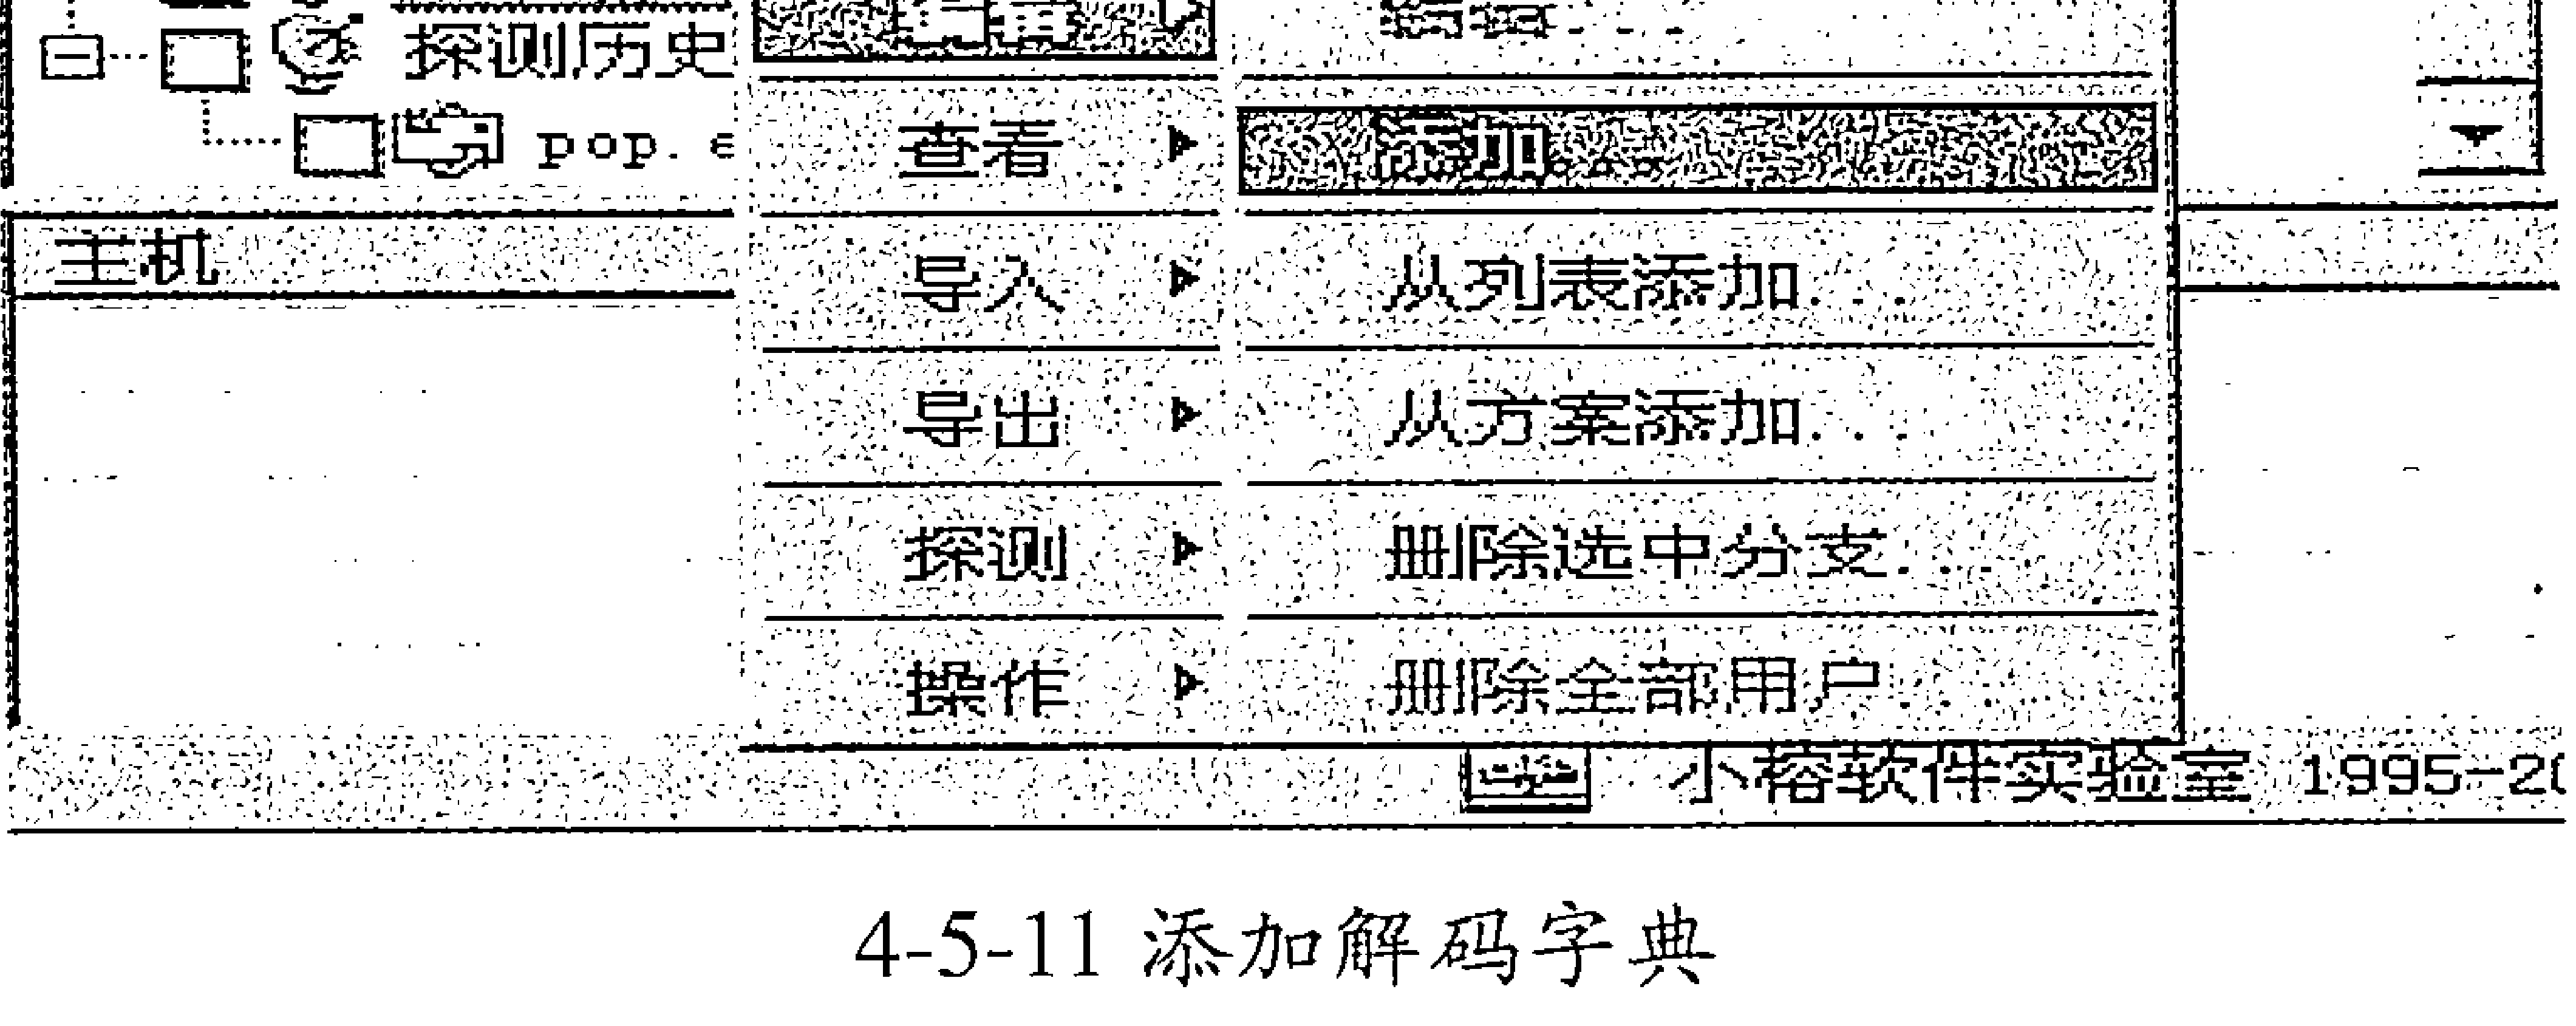 探测历史
编辑
pop.e
查看
添加...
主机
导入
从列表添加...
导出
从方案添加...
探测
删除选中分支...
操作
删除全部用户
小榕软件实验室 1995-20
4-5-11 添加解码字典